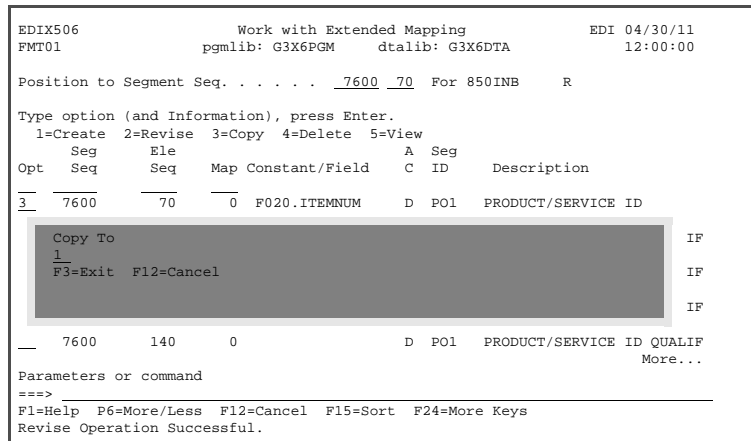 EDIX506 Work with Extended Mapping EDI 04/30/11
FMT01 pgmlib: G3X6PGM dtalib: G3X6DTA 12:00:00
Position to Segment Seq. . . . . . 7600 70 For 850INB R
Type option (and Information), press Enter.
1=Create 2=Revise 3=Copy 4=Delete 5=View
Seg Ele A Seg
Opt Seq Seq Map Constant/Field C ID Description
3 7600 70 0 F020.ITEMNUM D PO1 PRODUCT/SERVICE ID
Copy To IF
1
F3=Exit F12=Cancel IF
IF
7600 140 0 D PO1 PRODUCT/SERVICE ID QUALIF
More...
Parameters or command
===>
F1=Help P6=More/Less F12=Cancel F15=Sort F24=More Keys
Revise Operation Successful.